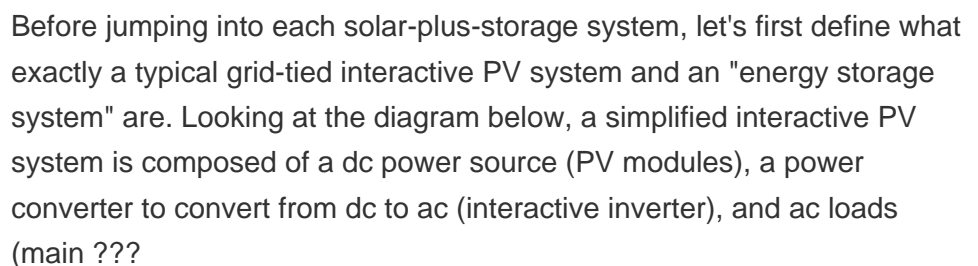 Before jumping into each solar-plus-storage system, let's first define what
exactly a typical grid-tied interactive PV system and an "energy storage
system" are. Looking at the diagram below, a simplified interactive PV
system is composed of a dc power source (PV modules), a power
converter to convert from dc to ac (interactive inverter), and ac loads
(main ???